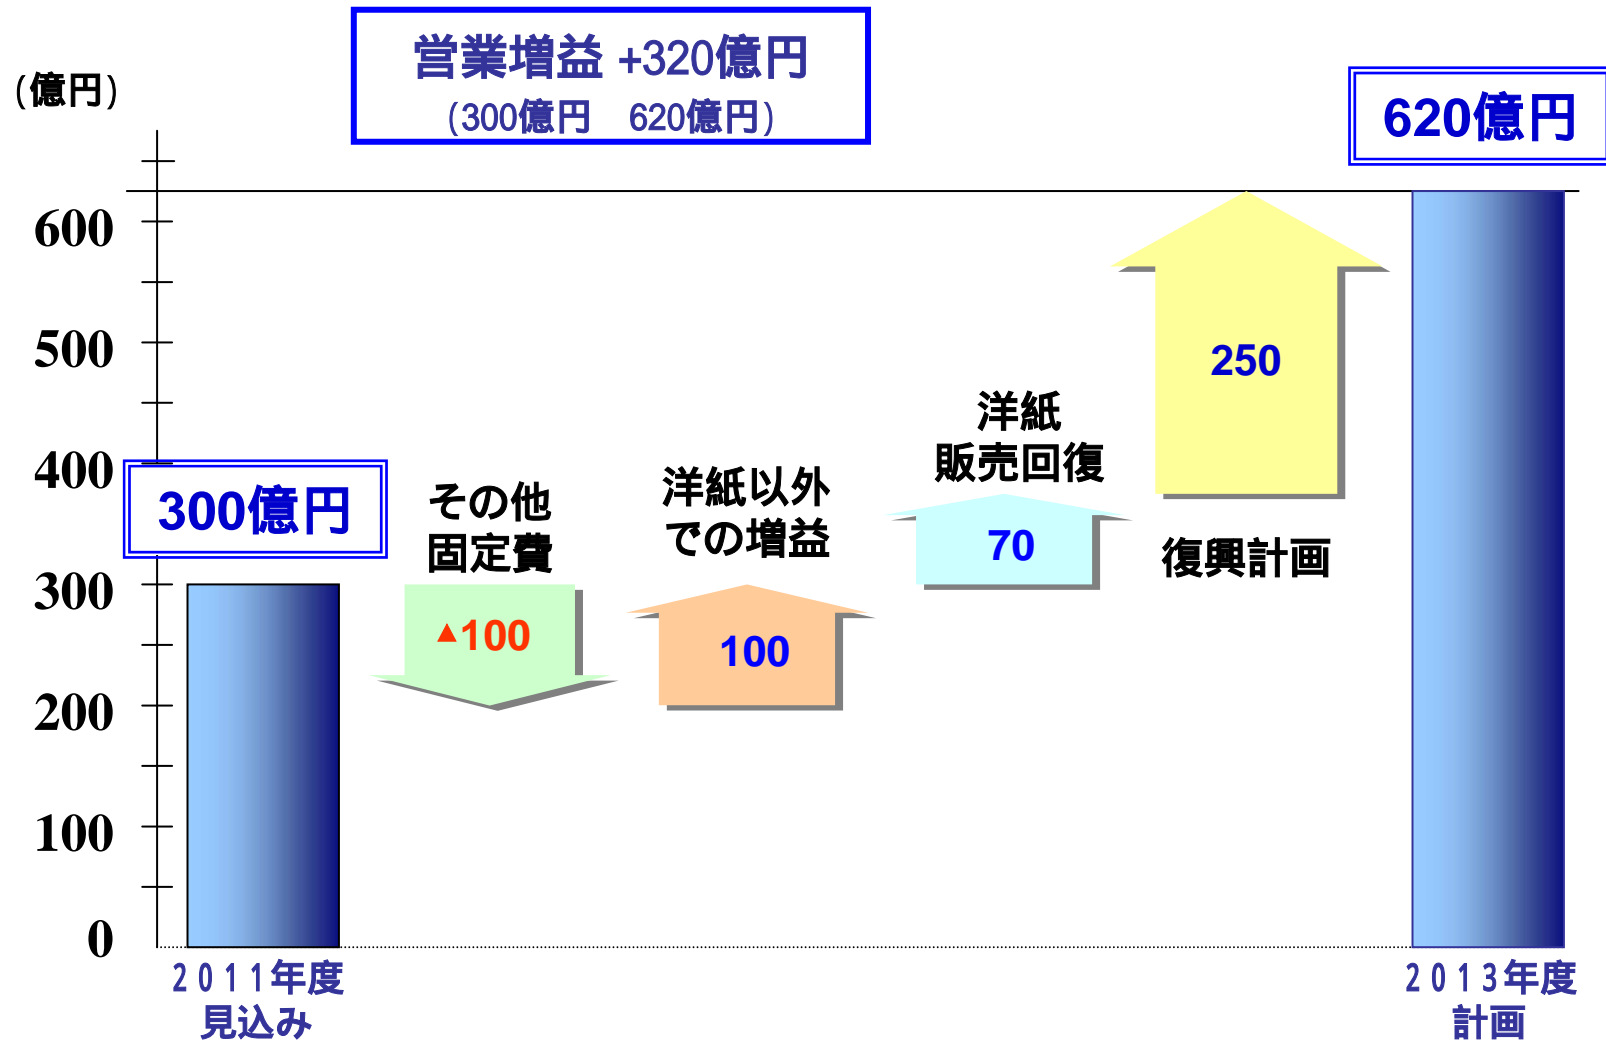 営業増益 +320億円
(300億円　620億円)
(億円)
620億円
600
500
400
300
200
100
0
300億円
その他
固定費
▲100
洋紙以外
での増益
100
洋紙
販売回復
70
250
復興計画
２０１１年度
見込み
２０１３年度
計画